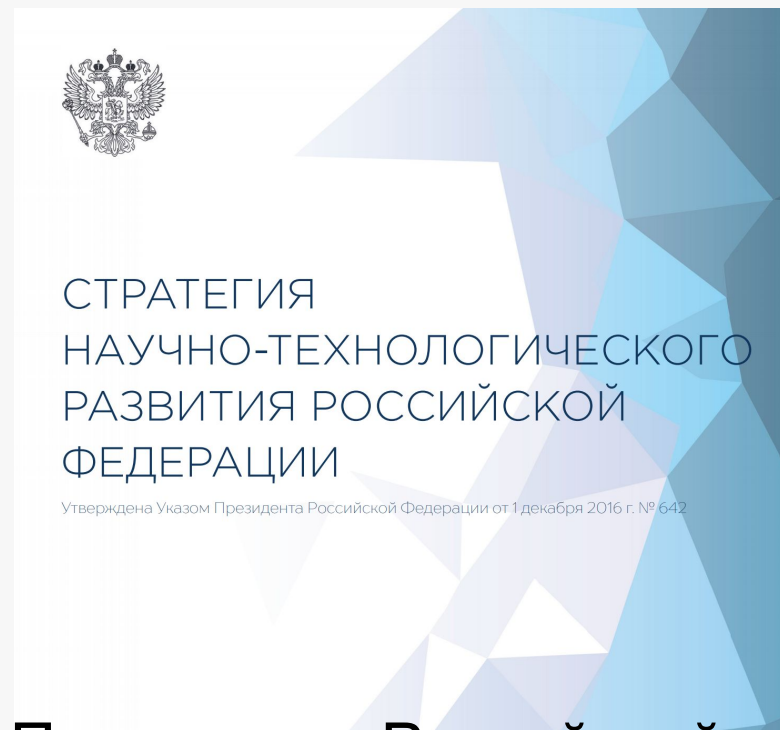 СТРАТЕГИЯ
НАУЧНО-ТЕХНОЛОГИЧЕСКОГО
РАЗВИТИЯ РОССИЙСКОЙ
ФЕДЕРАЦИИ
Утверждена Указом Президента Российской Федерации от 1 декабря 2016 г. № 642